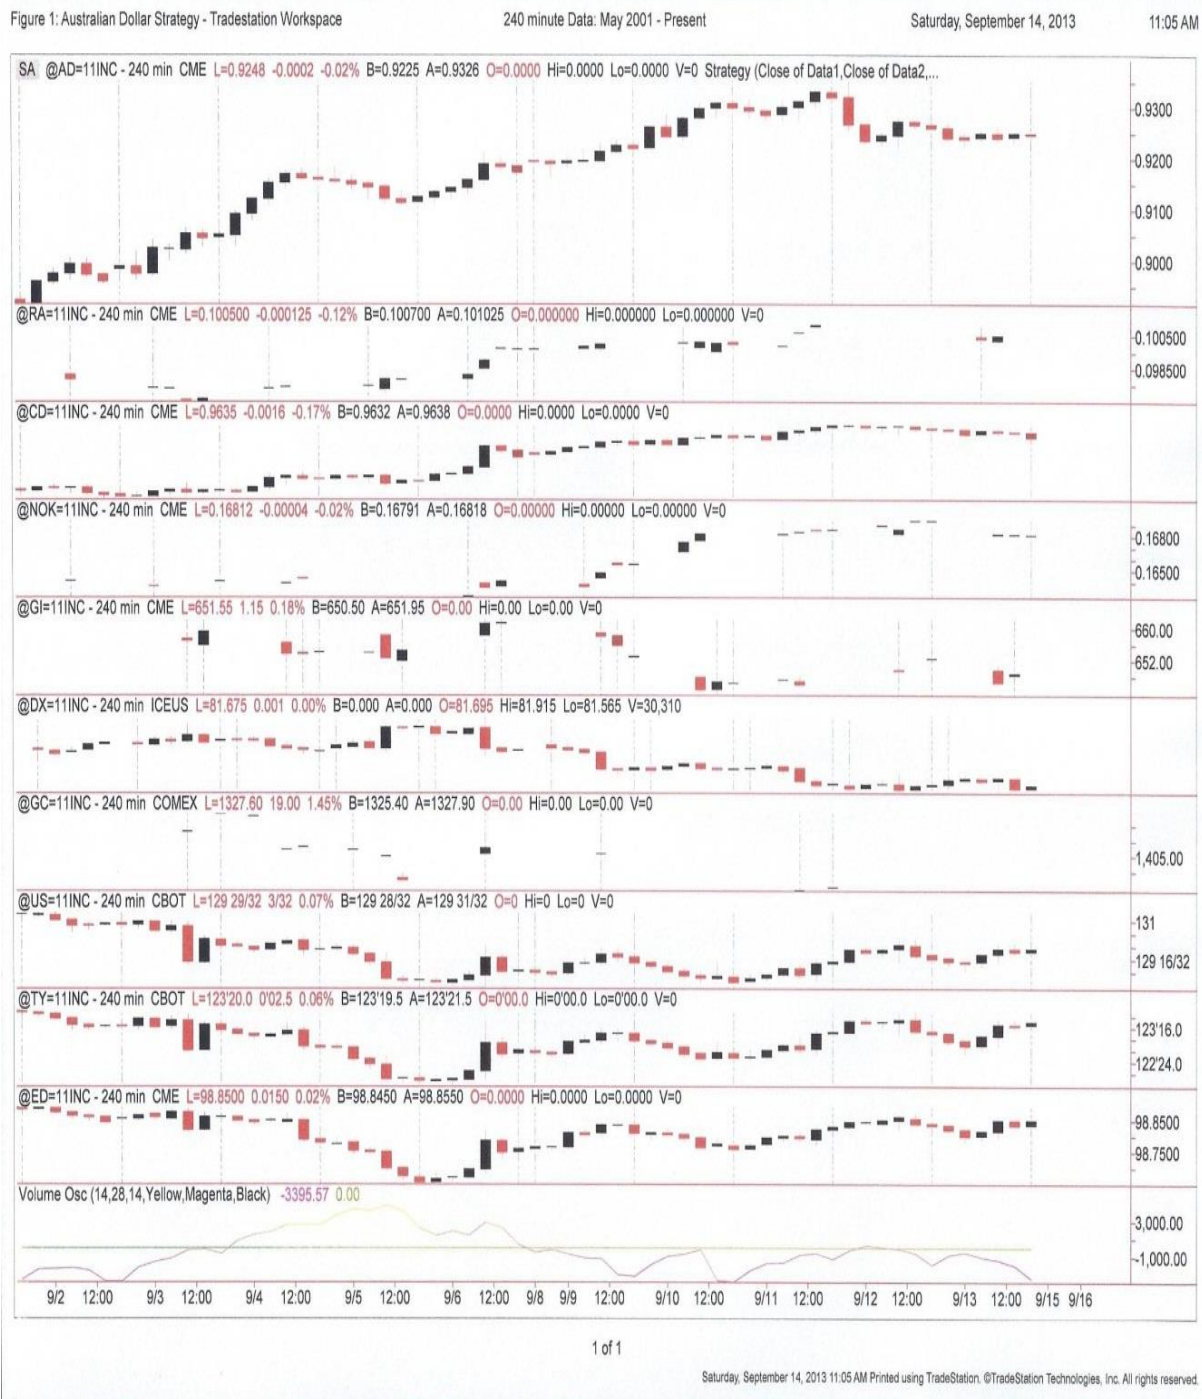 Figure 1: Australian Dollar Strategy - Tradestation Workspace 240 minute Data: May 2001 - Present Saturday, September 14, 2013 11:05 AM
SA @AD=11INC - 240 min CME L=0.9248 -0.0002 -0.02% B=0.9225 A=0.9326 O=0.0000 Hi=0.0000 Lo=0.0000 V=0 Strategy (Close of Data1,Close of Data2,...
0.9300
0.9200
0.9100
0.9000
@RA=11INC - 240 min CME L=0.100500 -0.000125 -0.12% B=0.100700 A=0.101025 O=0.000000 Hi=0.000000 Lo=0.000000 V=0
0.100500
0.098500
@CD=11INC - 240 min CME L=0.9635 -0.0016 -0.17% B=0.9632 A=0.9638 O=0.0000 Hi=0.0000 Lo=0.0000 V=0
@NOK=11INC - 240 min CME L=0.16812 -0.00004 -0.02% B=0.16791 A=0.16818 O=0.00000 Hi=0.00000 Lo=0.00000 V=0
0.16800
0.16500
@GI=11INC - 240 min CME L=651.55 1.15 0.18% B=650.50 A=651.95 O=0.00 Hi=0.00 Lo=0.00 V=0
660.00
652.00
@DX=11INC - 240 min ICEUS L=81.675 0.001 0.00% B=0.000 A=0.000 O=81.695 Hi=81.915 Lo=81.565 V=30,310
@GC=11INC - 240 min COMEX L=1327.60 19.00 1.45% B=1325.40 A=1327.90 O=0.00 Hi=0.00 Lo=0.00 V=0
1,405.00
@US=11INC - 240 min CBOT L=129 29/32 3/32 0.07% B=129 28/32 A=129 31/32 O=0 Hi=0 Lo=0 V=0
131
129 16/32
@TY=11INC - 240 min CBOT L=123'20.0 0'02.5 0.06% B=123'19.5 A=123'21.5 O=0'00.0 Hi=0'00.0 Lo=0'00.0 V=0
123'16.0
122'24.0
@ED=11INC - 240 min CME L=98.8500 0.0150 0.02% B=98.8450 A=98.8550 O=0.0000 Hi=0.0000 Lo=0.0000 V=0
98.8500
98.7500
Volume Osc (14,28,14,Yellow,Magenta,Black) -3395.57 0.00
3,000.00
-1,000.00
9/2 12:00 9/3 12:00 9/4 12:00 9/5 12:00 9/6 12:00 9/8 9/9 12:00 9/10 12:00 9/11 12:00 9/12 12:00 9/13 12:00 9/15 9/16
1 of 1
Saturday, September 14, 2013 11:05 AM Printed using TradeStation. ©TradeStation Technologies, Inc. All rights reserved.